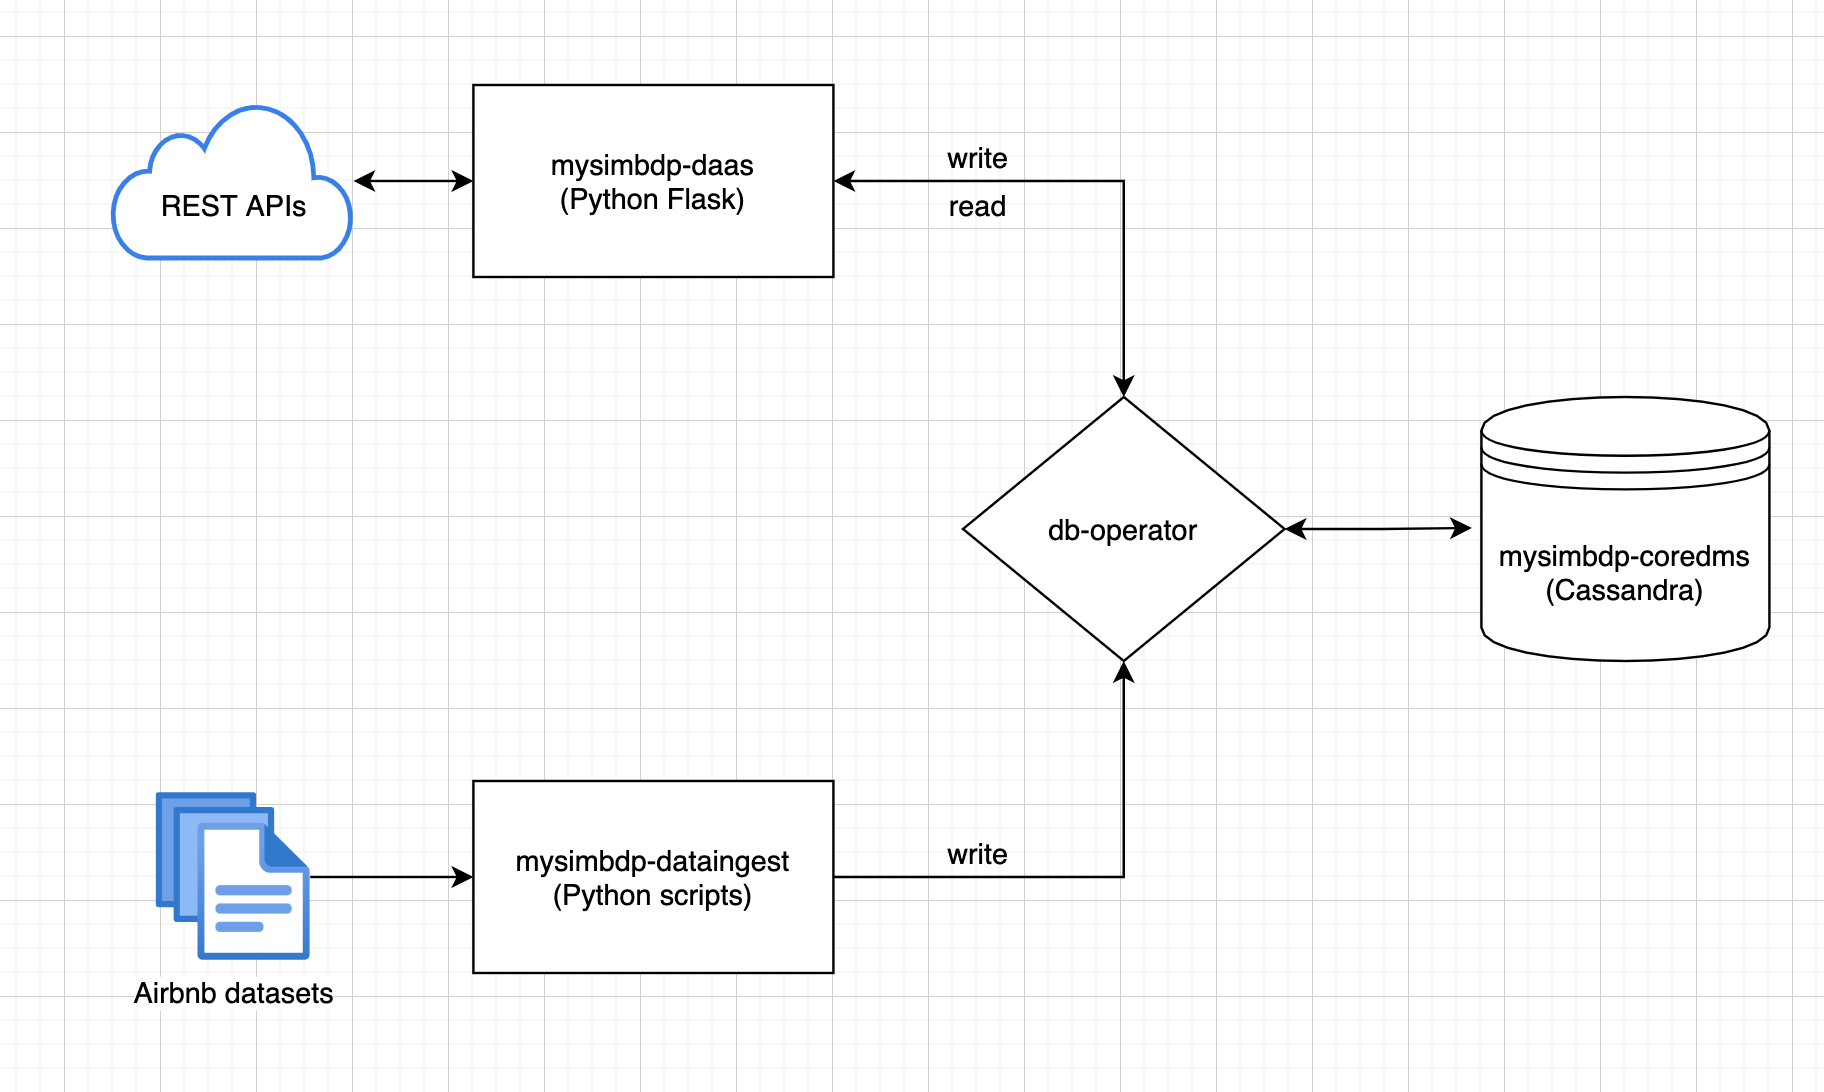 REST APIs
mysimbdp-daas
(Python Flask)
write
read
db-operator
mysimbdp-coredms
(Cassandra)
mysimbdp-dataingest
(Python scripts)
write
Airbnb datasets